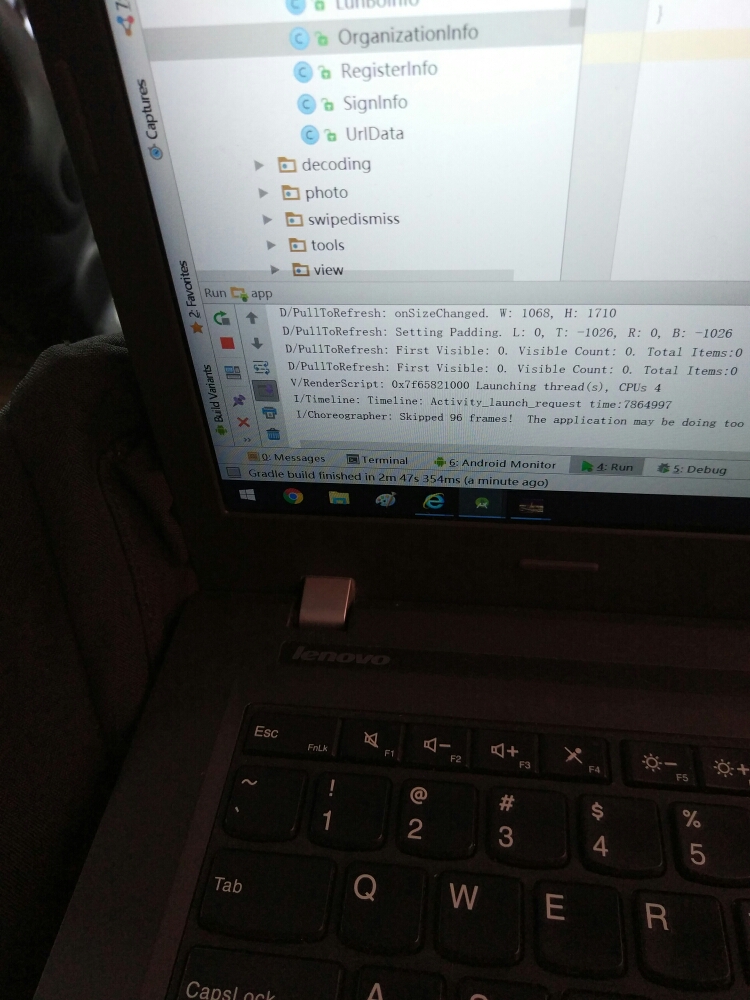 OrganizationInfo
RegisterInfo
SignInfo
UrlData
decoding
photo
swipedismiss
tools
view
Captures
2: Favorites
Build Variants
Run app
D/PullToRefresh: onSizeChanged. W: 1068, H: 1710
D/PullToRefresh: Setting Padding. L: 0, T: -1026, R: 0, B: -1026
D/PullToRefresh: First Visible: 0. Visible Count: 0. Total Items:0
D/PullToRefresh: First Visible: 0. Visible Count: 0. Total Items:0
V/RenderScript: 0x7f65821000 Launching thread(s), CPUs 4
I/Timeline: Timeline: Activity_launch_request time:7864997
I/Choreographer: Skipped 96 frames! The application may be doing too
0: Messages Terminal 6: Android Monitor 4: Run 5: Debug
Gradle build finished in 2m 47s 354ms (a minute ago)
lenovo
Esc FnLk F1 F2 F3 F4 F5
~ ! @ # $ %
` 1 2 3 4 5
Tab Q W E R
CapsLock A